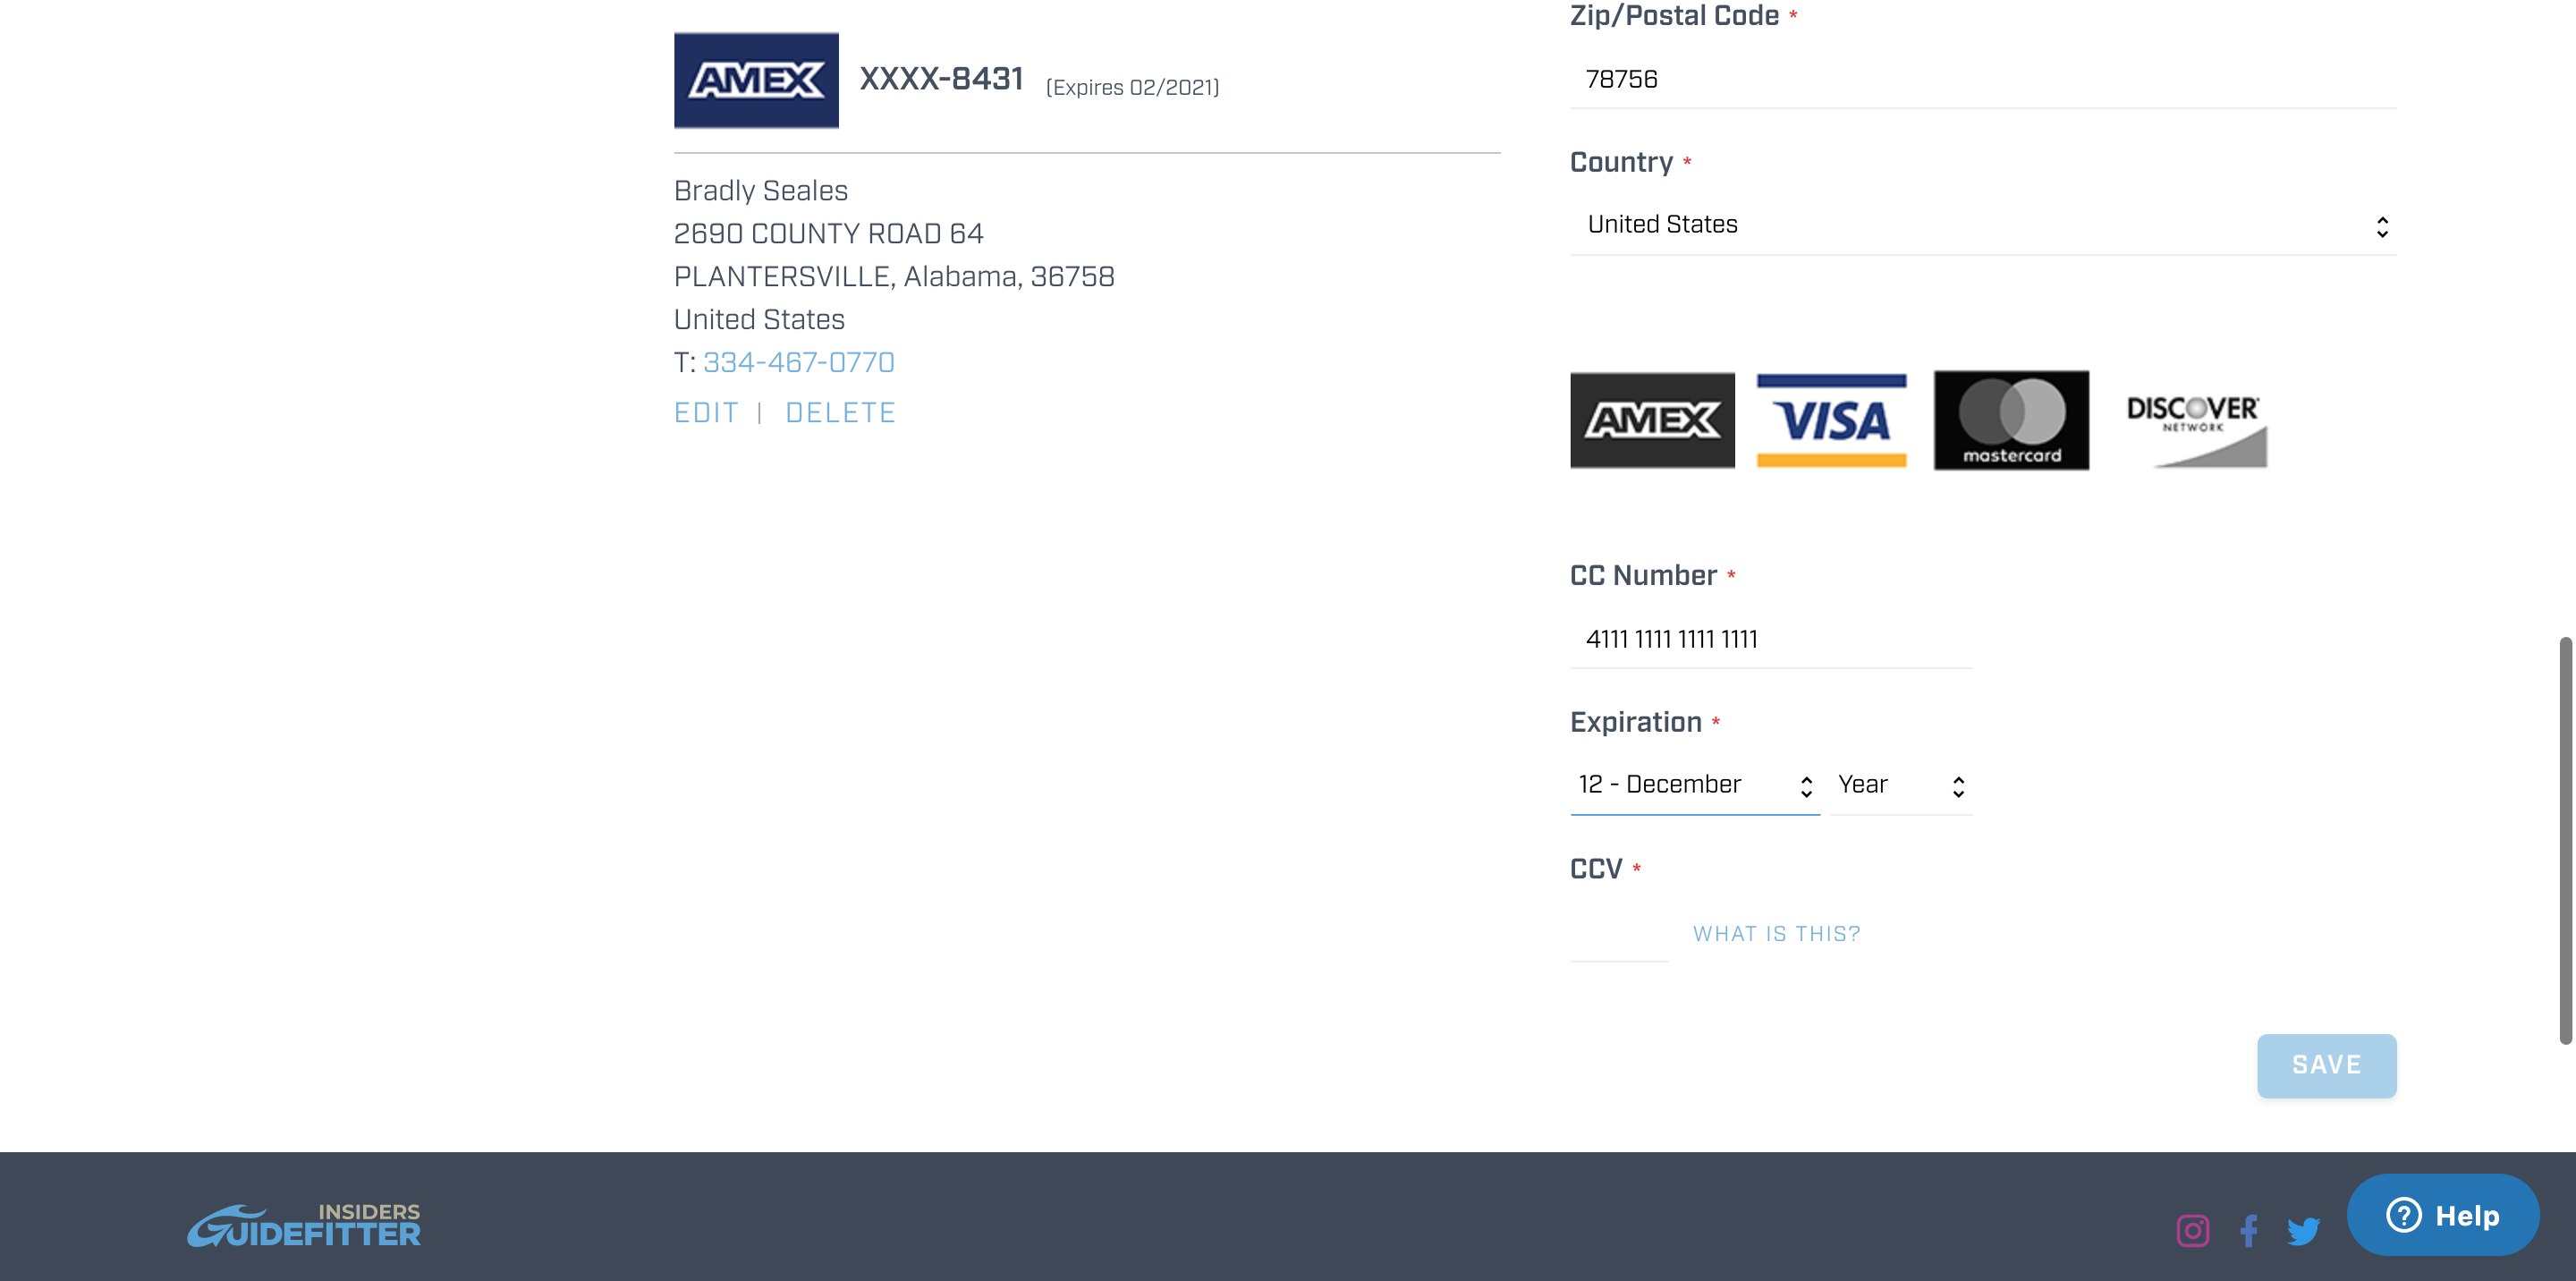 AMEX XXXX-8431 (Expires 02/2021)
Bradly Seales
2690 COUNTY ROAD 64
PLANTERSVILLE, Alabama, 36758
United States
T: 334-467-0770
EDIT | DELETE
Zip/Postal Code *
78756
Country *
United States
AMEX VISA mastercard DISCOVER NETWORK
CC Number *
4111 1111 1111 1111
Expiration *
12 - December Year
CCV *
WHAT IS THIS?
SAVE
INSIDERS
GUIDEFITTER
Help